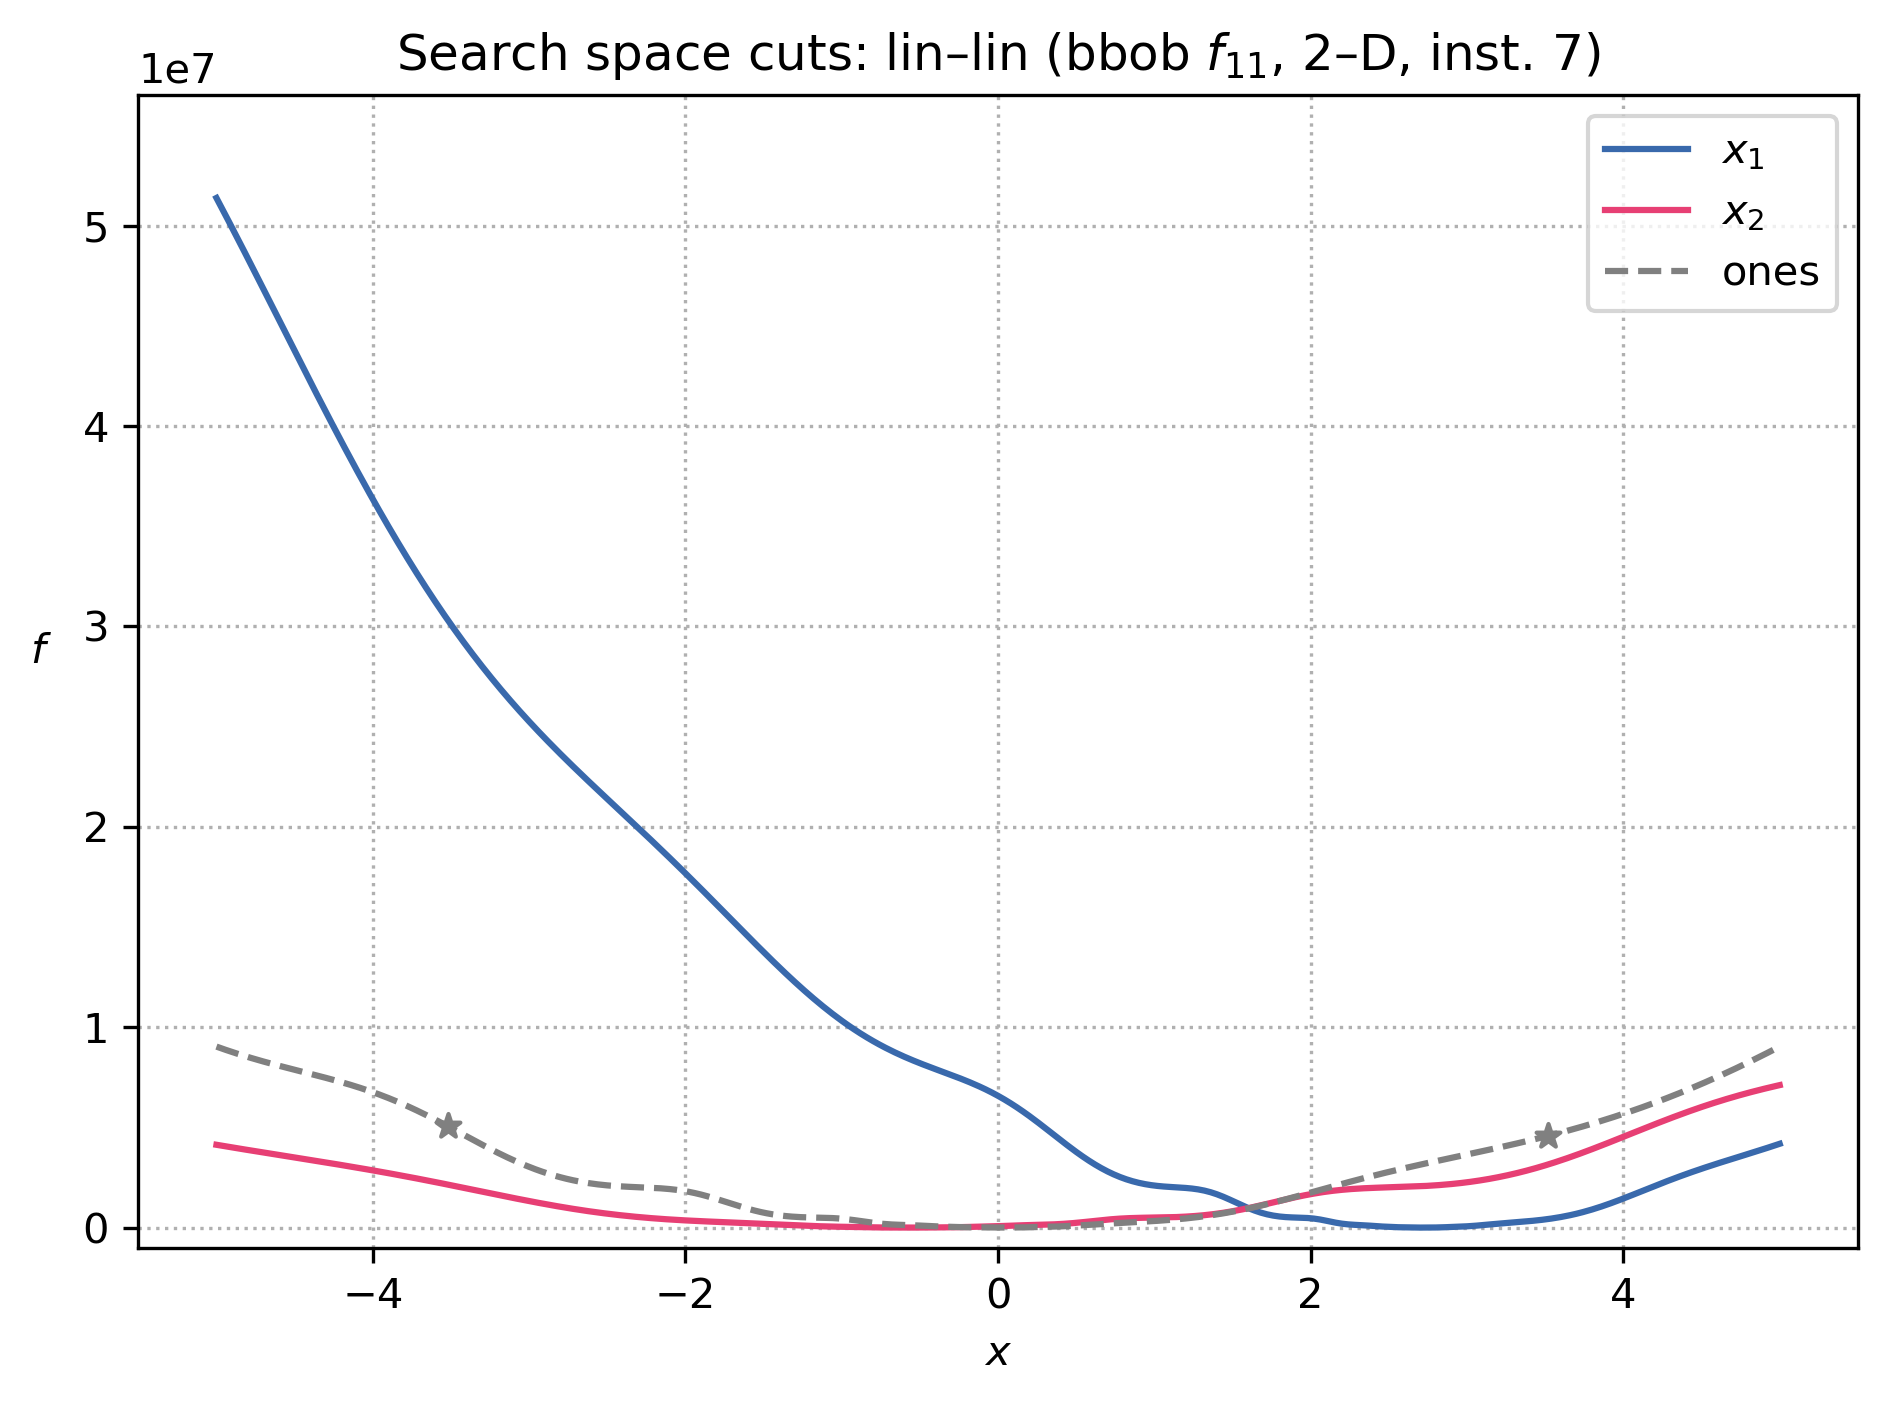 Search space cuts: lin–lin (bbob f₁₁, 2–D, inst. 7)
1e7
5
4
3
2
1
0
f
−4
−2
0
2
4
x
x₁
x₂
ones